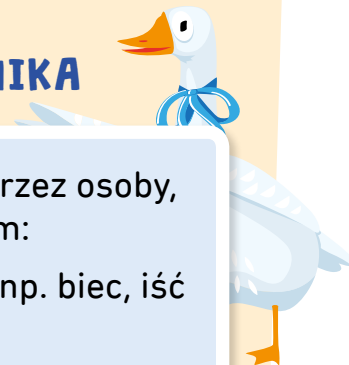 NIKA
rzez osoby,
m:
np. biec, iść